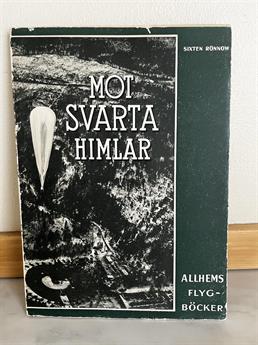 SIXTEN RÖNNOW
MOT
SVARTA
HIMLAR
ALLHEMS
FLYG-
BÖCKER